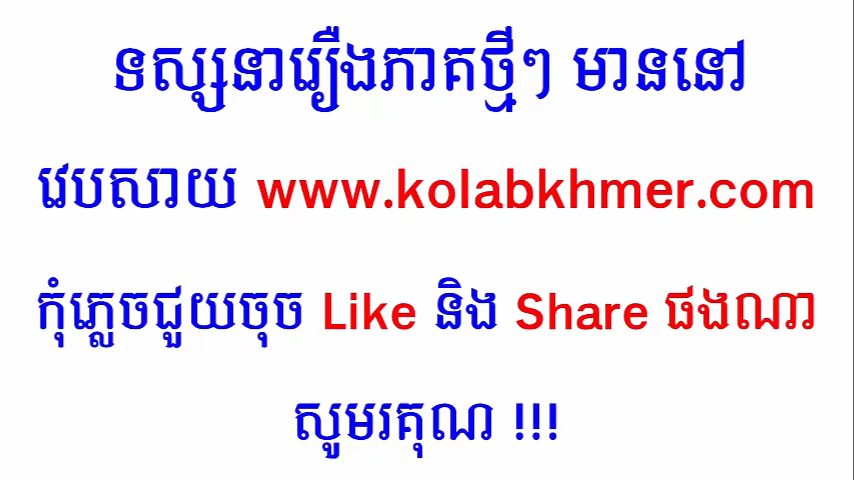 ទស្សនារឿងភាគថ្មីៗ មាននៅ
វេបសាយ www.kolabkhmer.com
កុំភ្លេចជួយចុច Like និង Share ផងណា
សូមរគុណ !!!